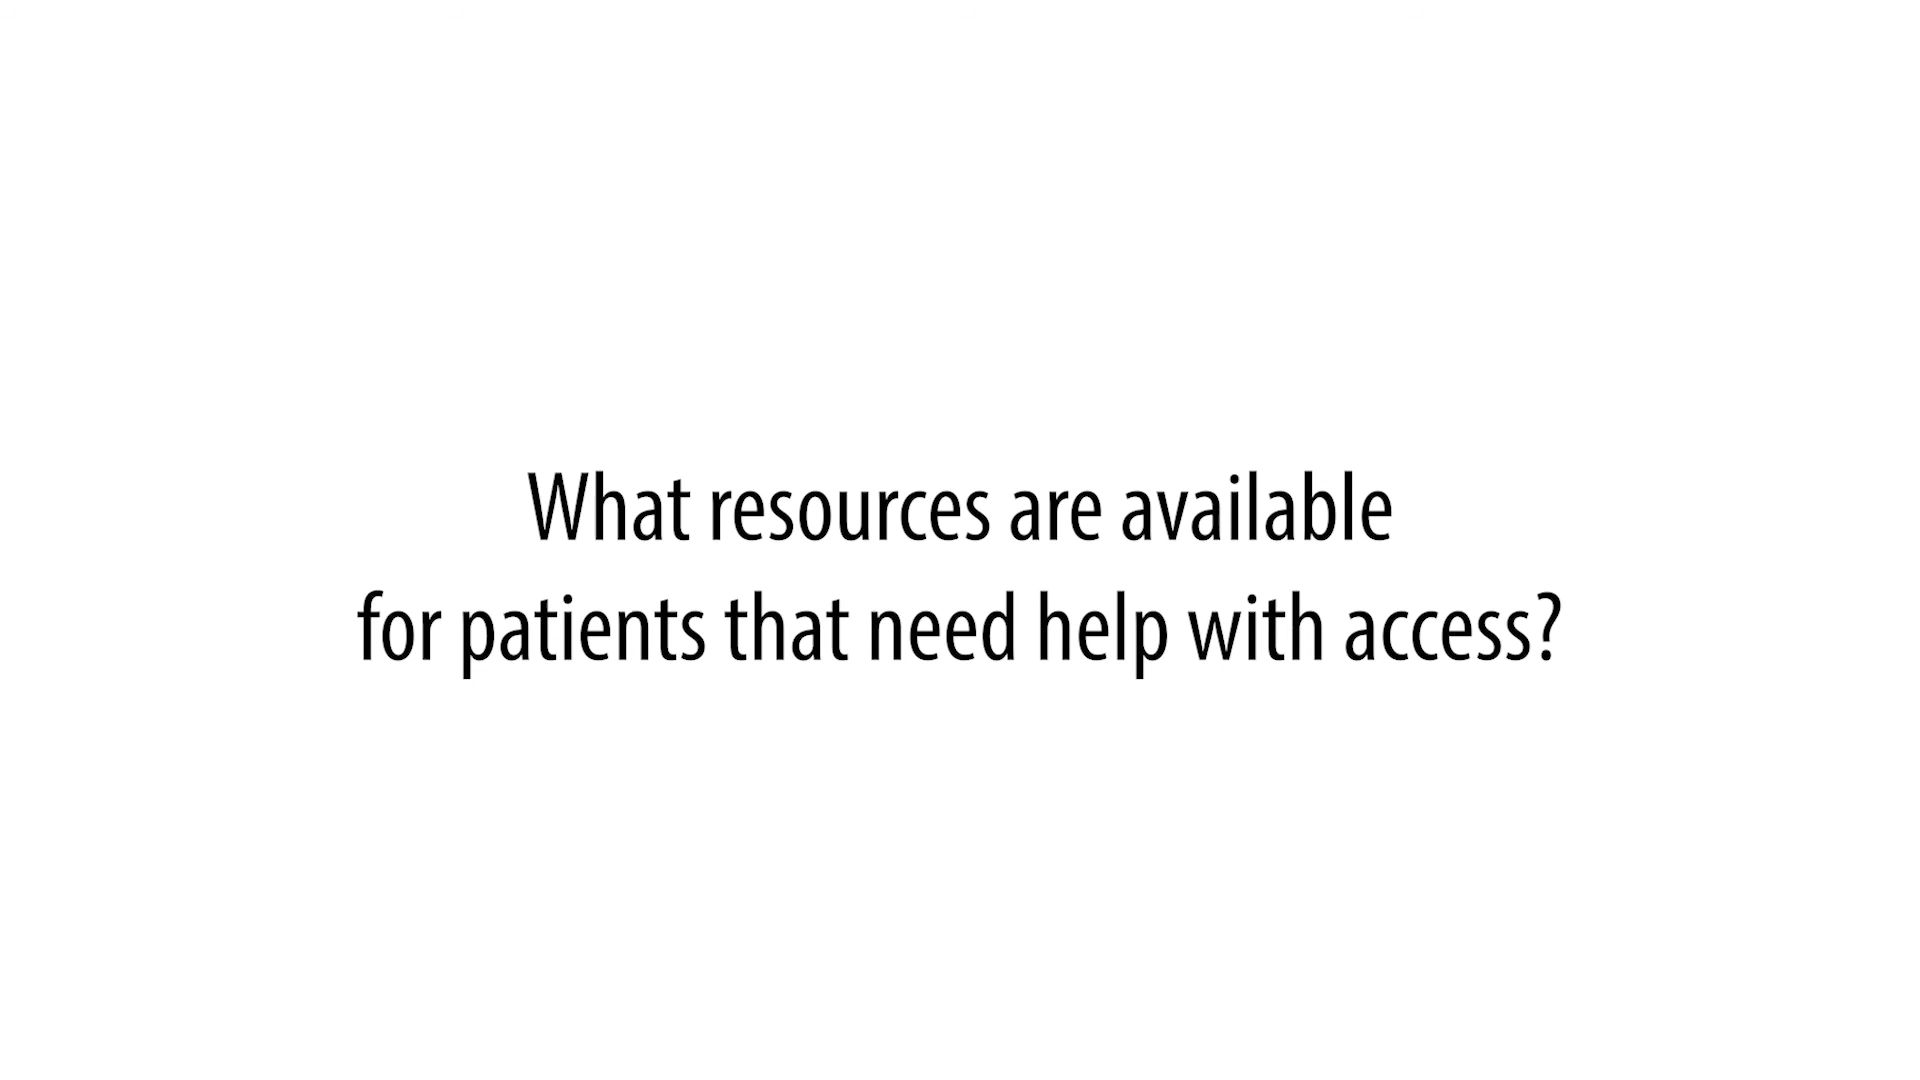 What resources are available
for patients that need help with access?